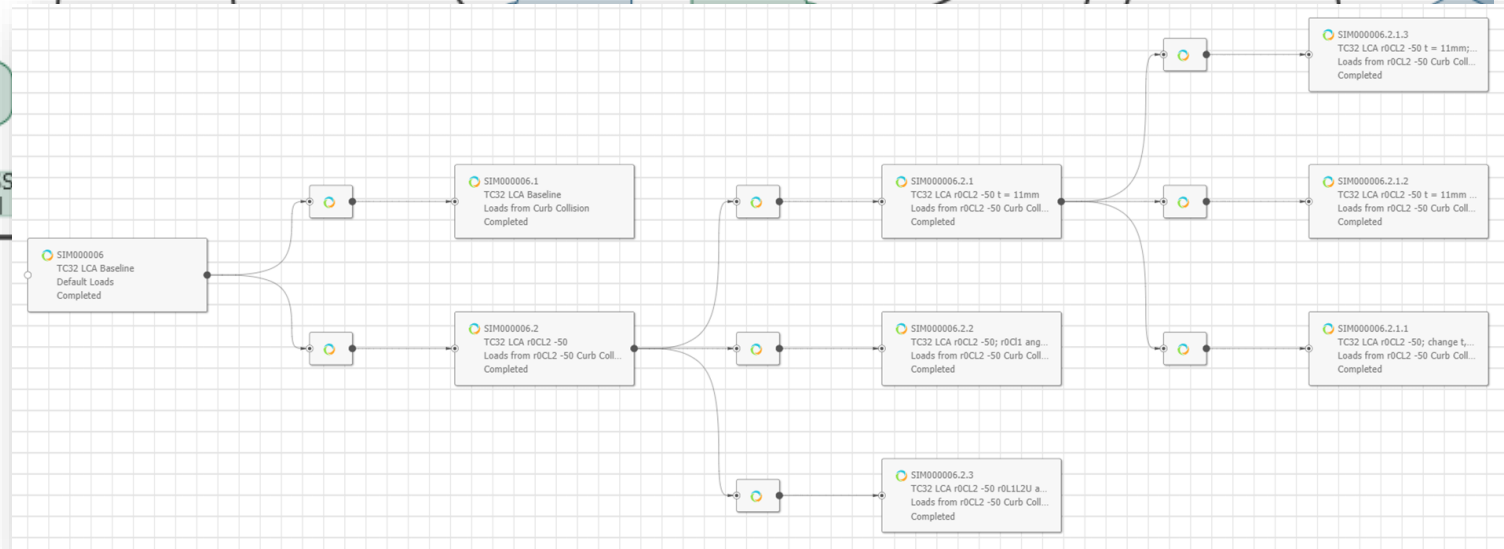 SIM000006
TC32 LCA Baseline
Default Loads
Completed
SIM000006.1
TC32 LCA Baseline
Loads from Curb Collision
Completed
SIM000006.2
TC32 LCA r0CL2 -50
Loads from r0CL2 -50 Curb Coll...
Completed
SIM000006.2.1
TC32 LCA r0CL2 -50 t = 11mm
Loads from r0CL2 -50 Curb Coll...
Completed
SIM000006.2.2
TC32 LCA r0CL2 -50; r0Cl1 ang...
Loads from r0CL2 -50 Curb Coll...
Completed
SIM000006.2.3
TC32 LCA r0CL2 -50 r0L1L2U a...
Loads from r0CL2 -50 Curb Coll...
Completed
SIM000006.2.1.3
TC32 LCA r0CL2 -50 t = 11mm;...
Loads from r0CL2 -50 Curb Coll...
Completed
SIM000006.2.1.2
TC32 LCA r0CL2 -50 t = 11mm ...
Loads from r0CL2 -50 Curb Coll...
Completed
SIM000006.2.1.1
TC32 LCA r0CL2 -50; change t,...
Loads from r0CL2 -50 Curb Coll...
Completed